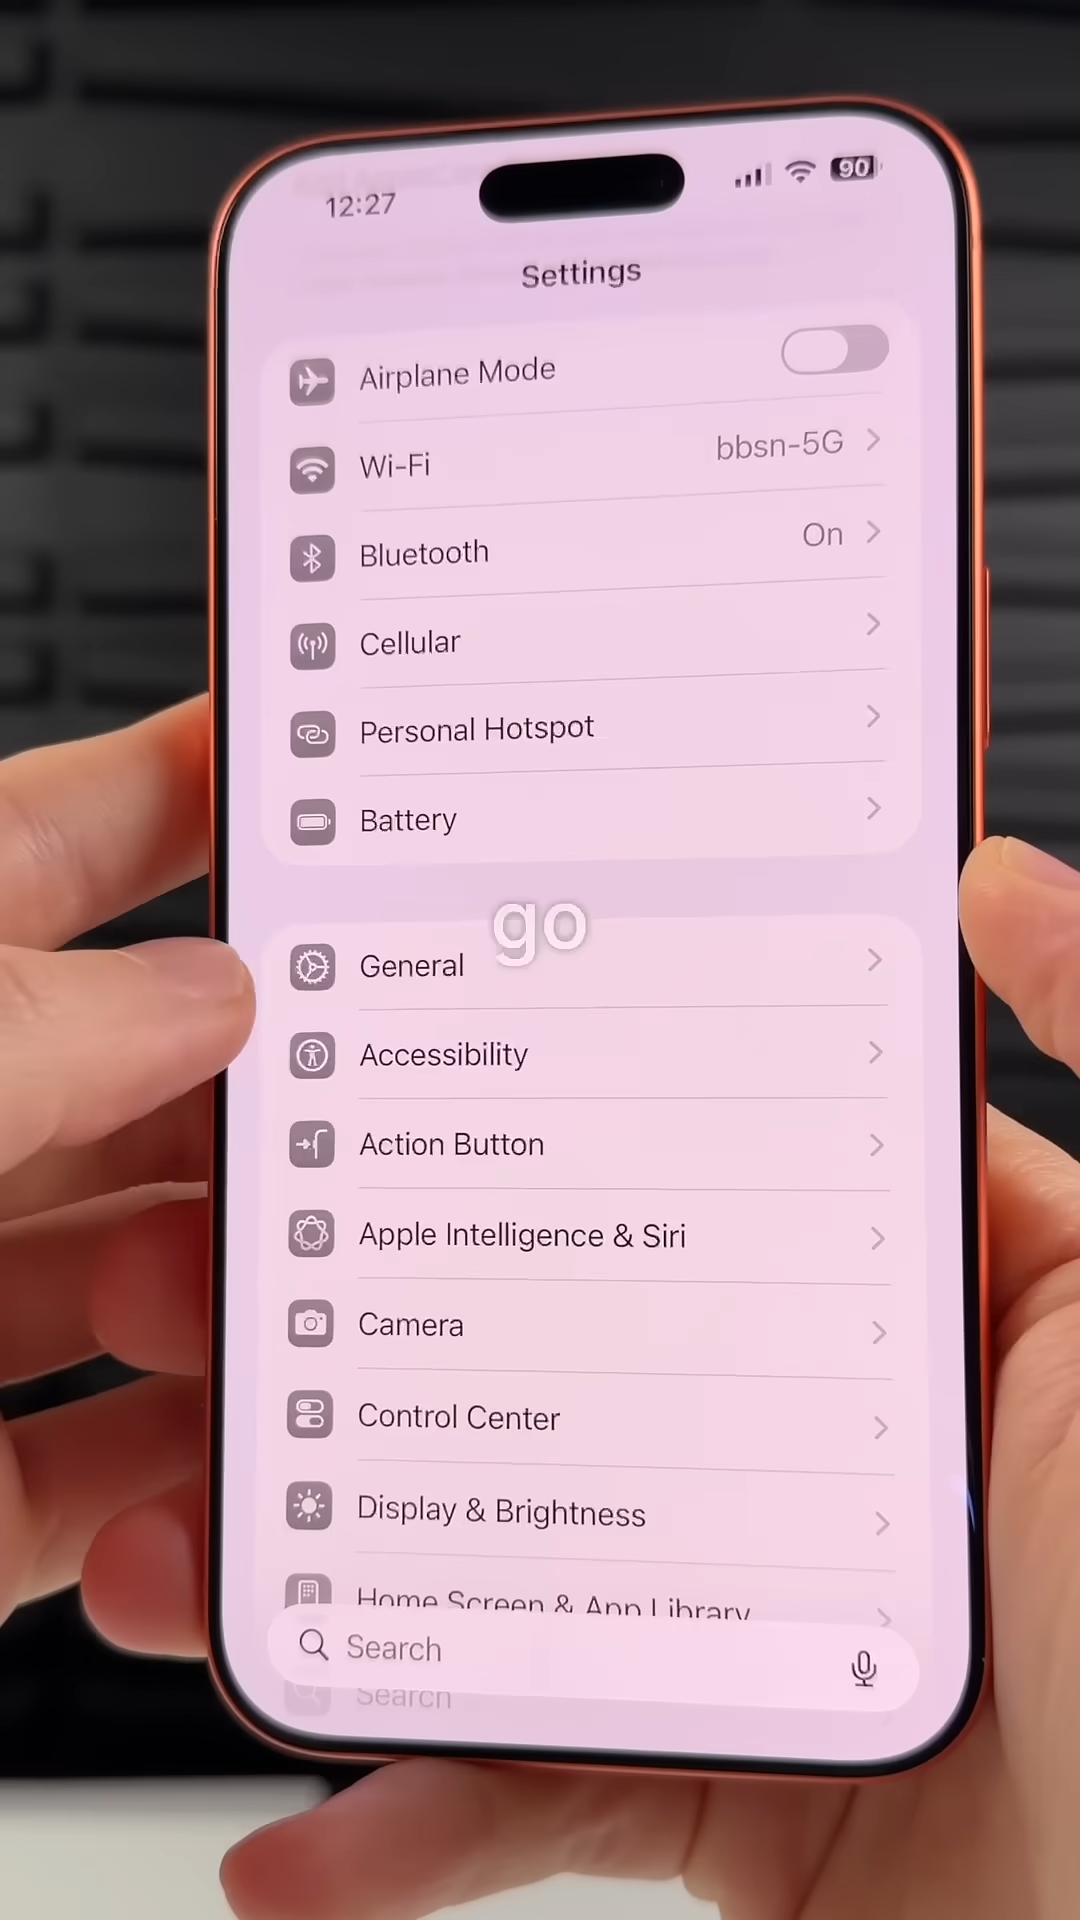 12:27
90
Settings
Airplane Mode
Wi-Fi bbsn-5G
Bluetooth On
Cellular
Personal Hotspot
Battery
go
General
Accessibility
Action Button
Apple Intelligence & Siri
Camera
Control Center
Display & Brightness
Home Screen & App Library
Search
Search